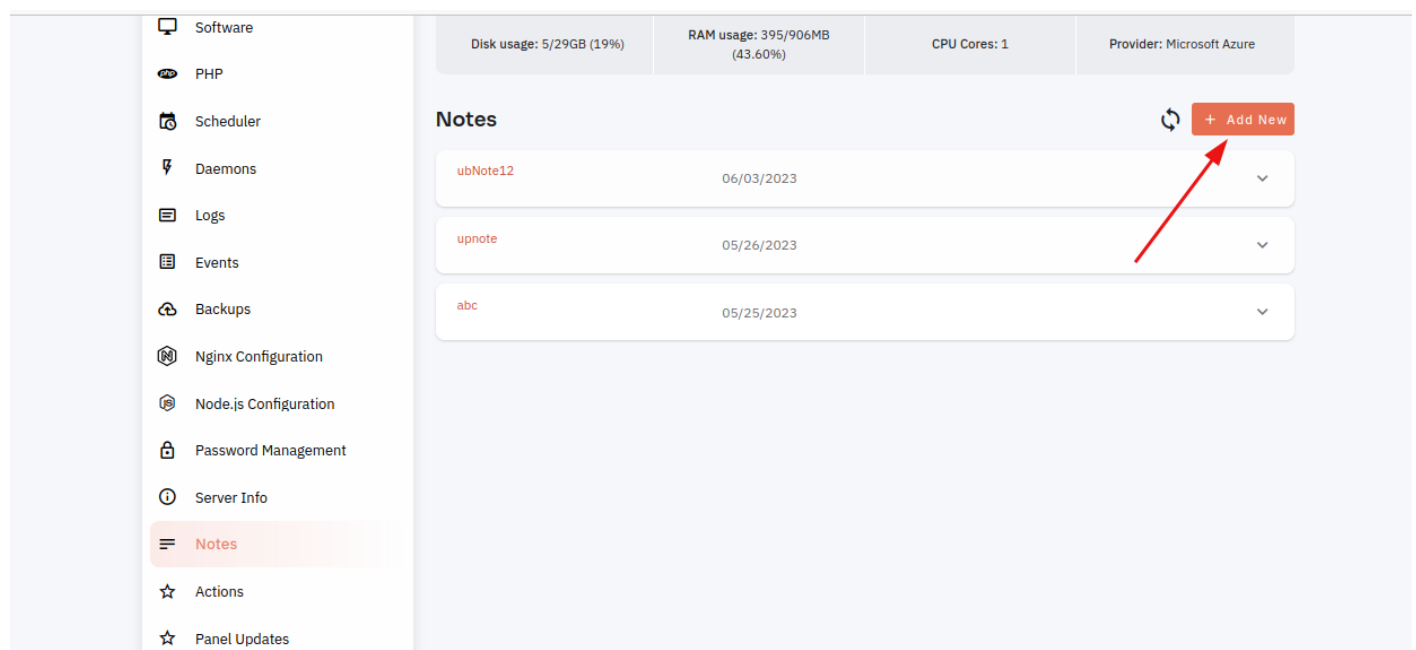 Software
PHP
Scheduler
Daemons
Logs
Events
Backups
Nginx Configuration
Node.js Configuration
Password Management
Server Info
Notes
Actions
Panel Updates
Disk usage: 5/29GB (19%)
RAM usage: 395/906MB
(43.60%)
CPU Cores: 1
Provider: Microsoft Azure
Notes
+ Add New
ubNote12 06/03/2023
upnote 05/26/2023
abc 05/25/2023